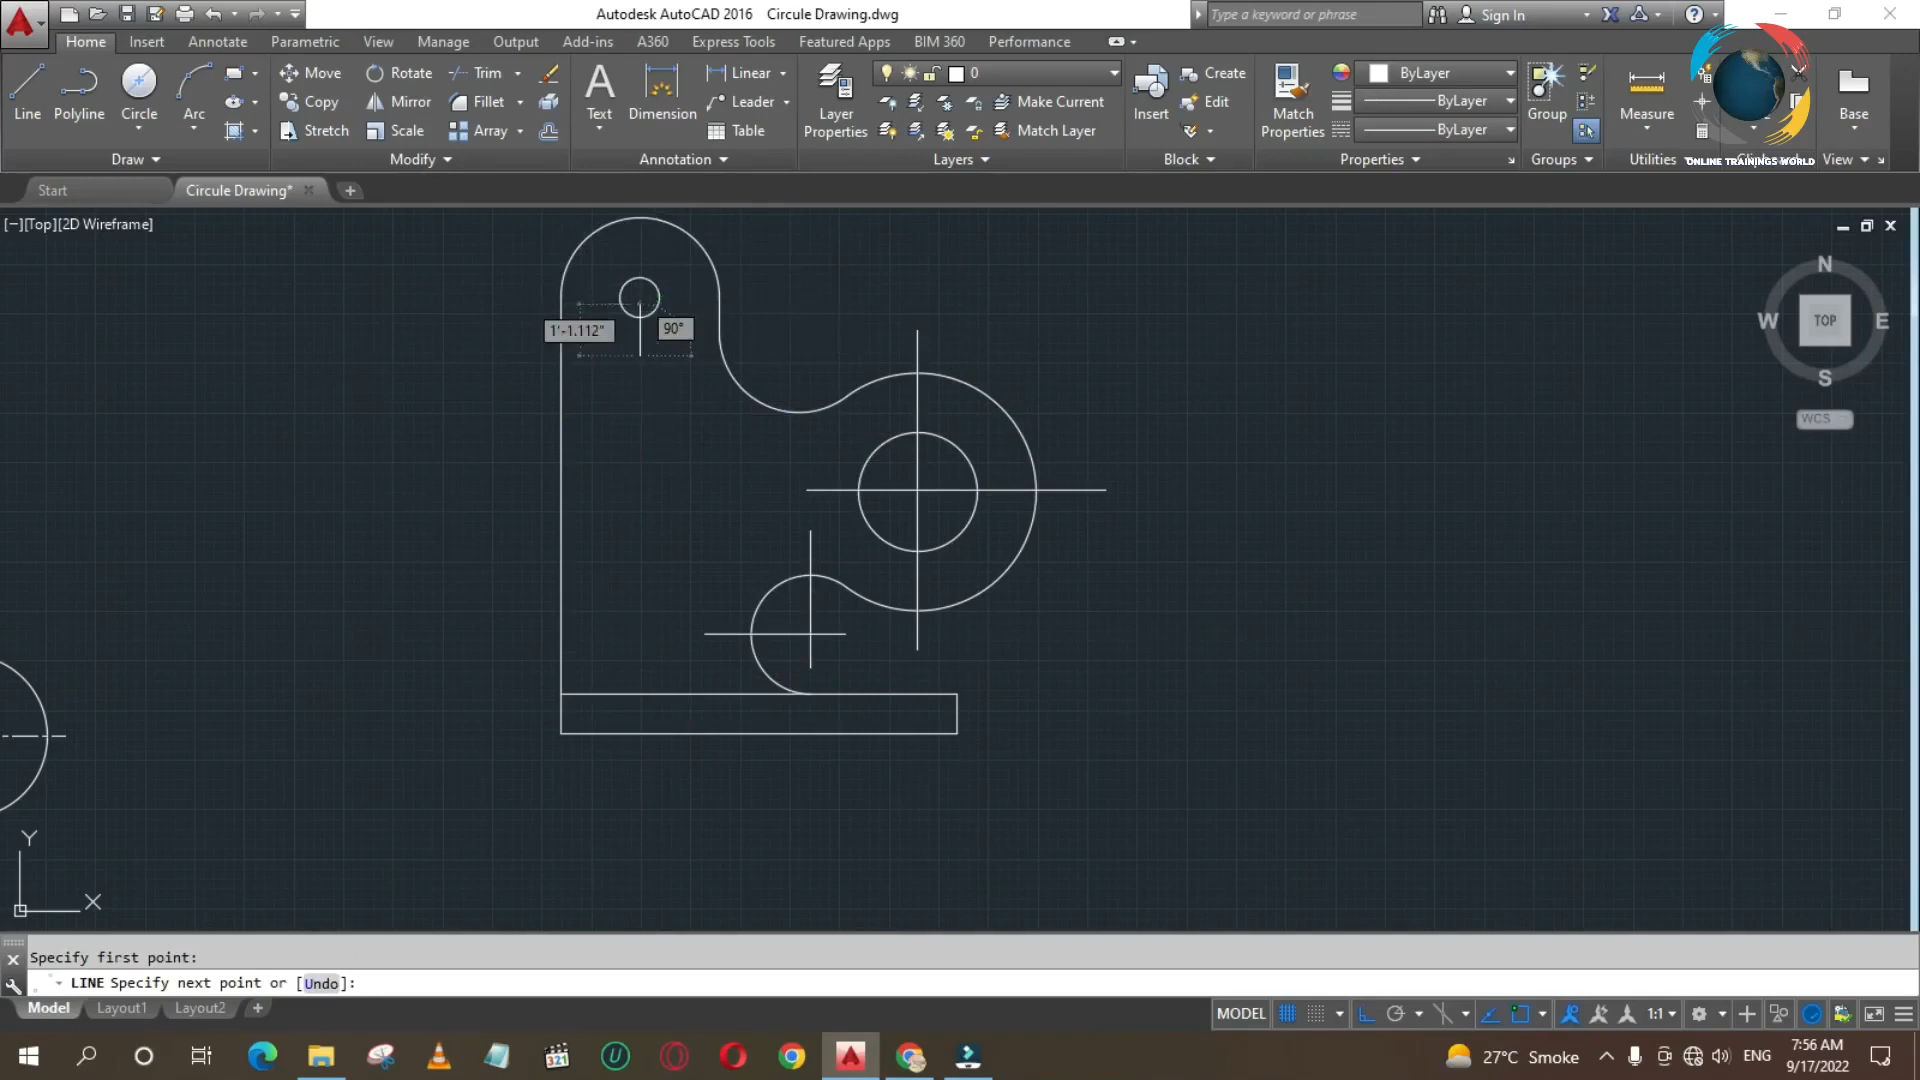 Autodesk AutoCAD 2016 Circule Drawing.dwg
Type a keyword or phrase
Sign In
Home Insert Annotate Parametric View Manage Output Add-ins A360 Express Tools Featured Apps BIM 360 Performance
Line Polyline Circle Arc
Move Rotate Trim
Copy Mirror Fillet
Stretch Scale Array
Text Dimension
Linear
Leader
Table
Layer Properties
0
Make Current
Match Layer
Insert
Create
Edit
Match Properties
ByLayer
ByLayer
ByLayer
Group
Measure
Base
ONLINE TRAININGS WORLD
Draw Modify Annotation Layers Block Properties Groups Utilities View
Start Circule Drawing*
[−][Top][2D Wireframe]
N
W TOP E
S
WCS
1'-1.112" 90°
Y
X
Specify first point:
LINE Specify next point or [Undo]:
Model Layout1 Layout2
MODEL 1:1
321
27°C Smoke
ENG
7:56 AM
9/17/2022